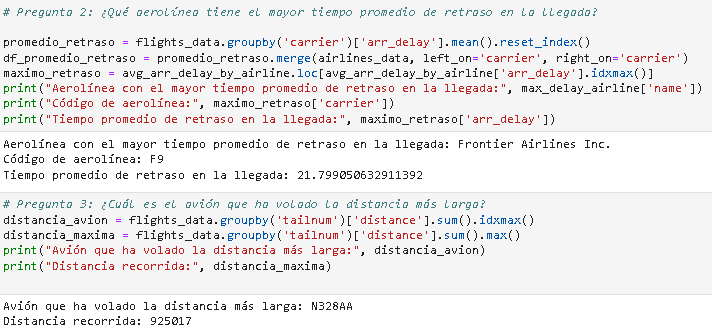 # Pregunta 2: ¿Qué aerolínea tiene el mayor tiempo promedio de retraso en la llegada?
promedio_retraso = flights_data.groupby('carrier')['arr_delay'].mean().reset_index()
df_promedio_retraso = promedio_retraso.merge(airlines_data, left_on='carrier', right_on='carrier')
maximo_retraso = avg_arr_delay_by_airline.loc[avg_arr_delay_by_airline['arr_delay'].idxmax()]
print("Aerolínea con el mayor tiempo promedio de retraso en la llegada:", max_delay_airline['name'])
print("Código de aerolínea:", maximo_retraso['carrier'])
print("Tiempo promedio de retraso en la llegada:", maximo_retraso['arr_delay'])
Aerolínea con el mayor tiempo promedio de retraso en la llegada: Frontier Airlines Inc.
Código de aerolínea: F9
Tiempo promedio de retraso en la llegada: 21.799050632911392
# Pregunta 3: ¿Cuál es el avión que ha volado la distancia más larga?
distancia_avion = flights_data.groupby('tailnum')['distance'].sum().idxmax()
distancia_maxima = flights_data.groupby('tailnum')['distance'].sum().max()
print("Avión que ha volado la distancia más larga:", distancia_avion)
print("Distancia recorrida:", distancia_maxima)
Avión que ha volado la distancia más larga: N328AA
Distancia recorrida: 925017